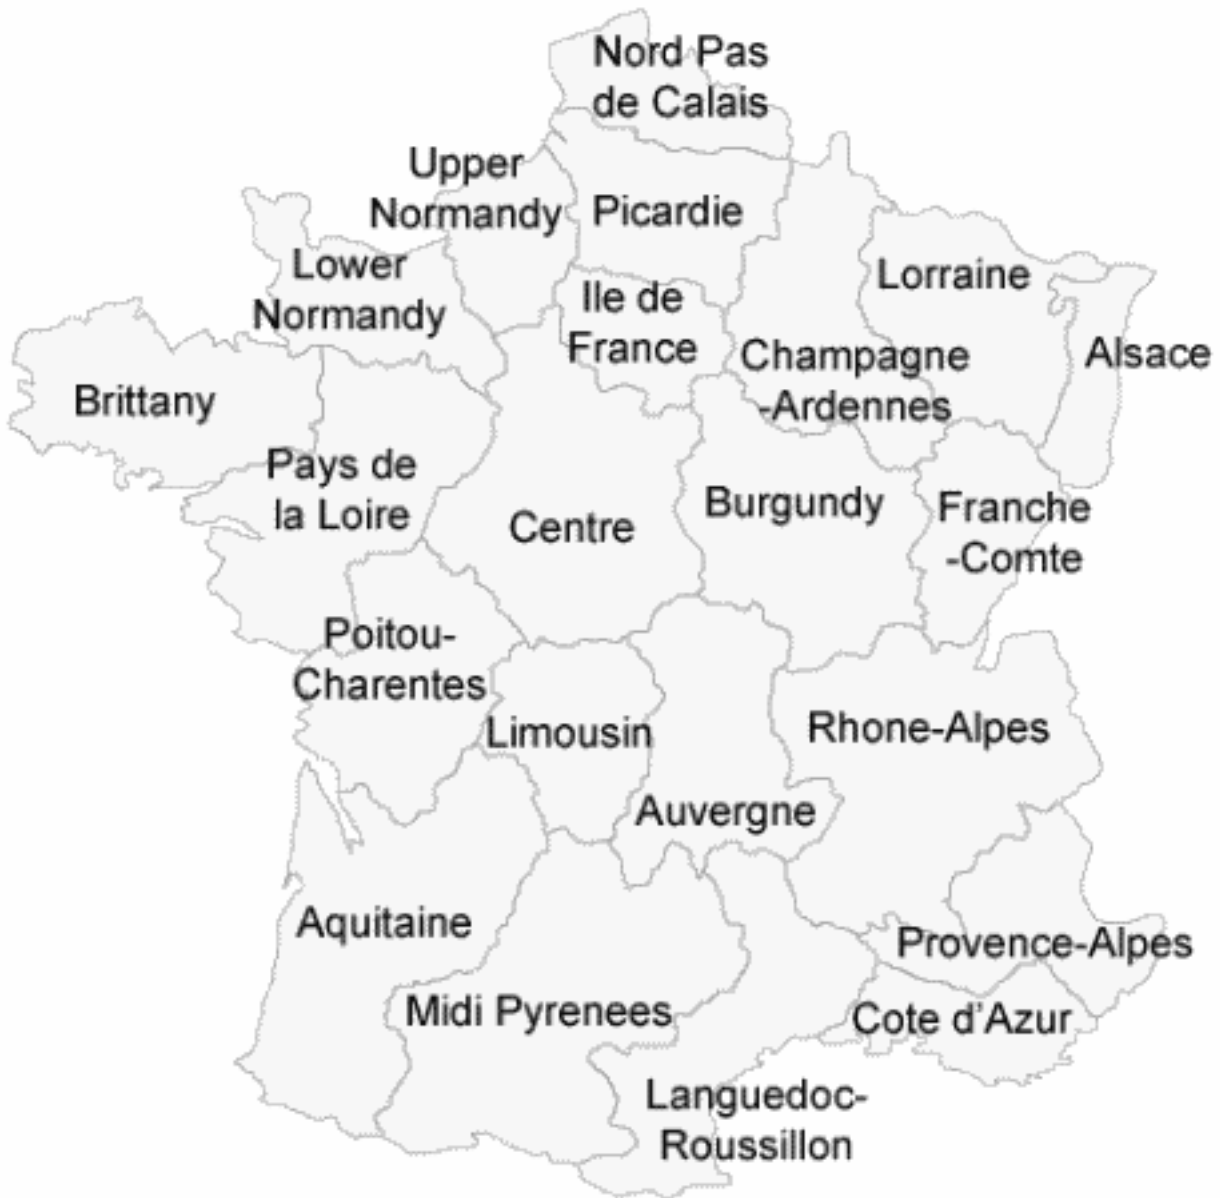 Nord Pas
de Calais
Upper
Normandy
Picardie
Lower
Normandy
Ile de
France
Lorraine
Champagne
-Ardennes
Alsace
Brittany
Pays de
la Loire
Centre
Burgundy
Franche
-Comte
Poitou-
Charentes
Limousin
Rhone-Alpes
Auvergne
Aquitaine
Provence-Alpes
Midi Pyrenees
Cote d'Azur
Languedoc-
Roussillon